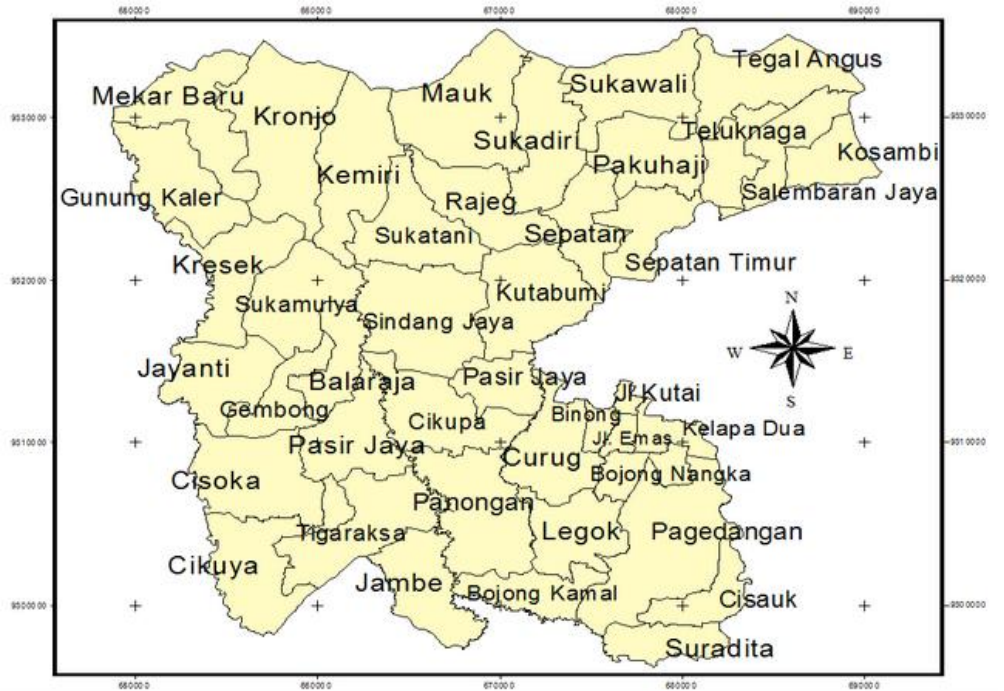 Tegal Angus
Sukawali
Mauk
Mekar Baru
Kronjo
Teluknaga
Sukadiri
Kosambi
Pakuhaji
Kemiri
Salembaran Jaya
Gunung Kaler
Rajeg
Sukatani
Sepatan
Kresek
Sepatan Timur
Kutabumi
N
Sukamulya
Sindang Jaya
W
E
Jayanti
Pasir Jaya
Balaraja
Jl Kutai
S
Gembong
Binong
Cikupa
Kelapa Dua
Jl. Emas
Pasir Jaya
Curug
Bojong Nangka
Cisoka
Panongan
Tigaraksa
Legok
Pagedangan
Cikuya
Jambe
Bojong Kamal
Cisauk
Suradita